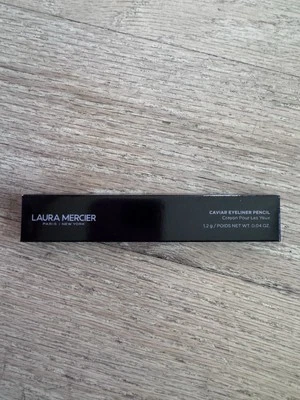 LAURA MERCIER
PARIS | NEW YORK
CAVIAR EYELINER PENCIL
Crayon Pour Les Yeux
1.2 g / POIDS NET WT. 0.04 OZ.